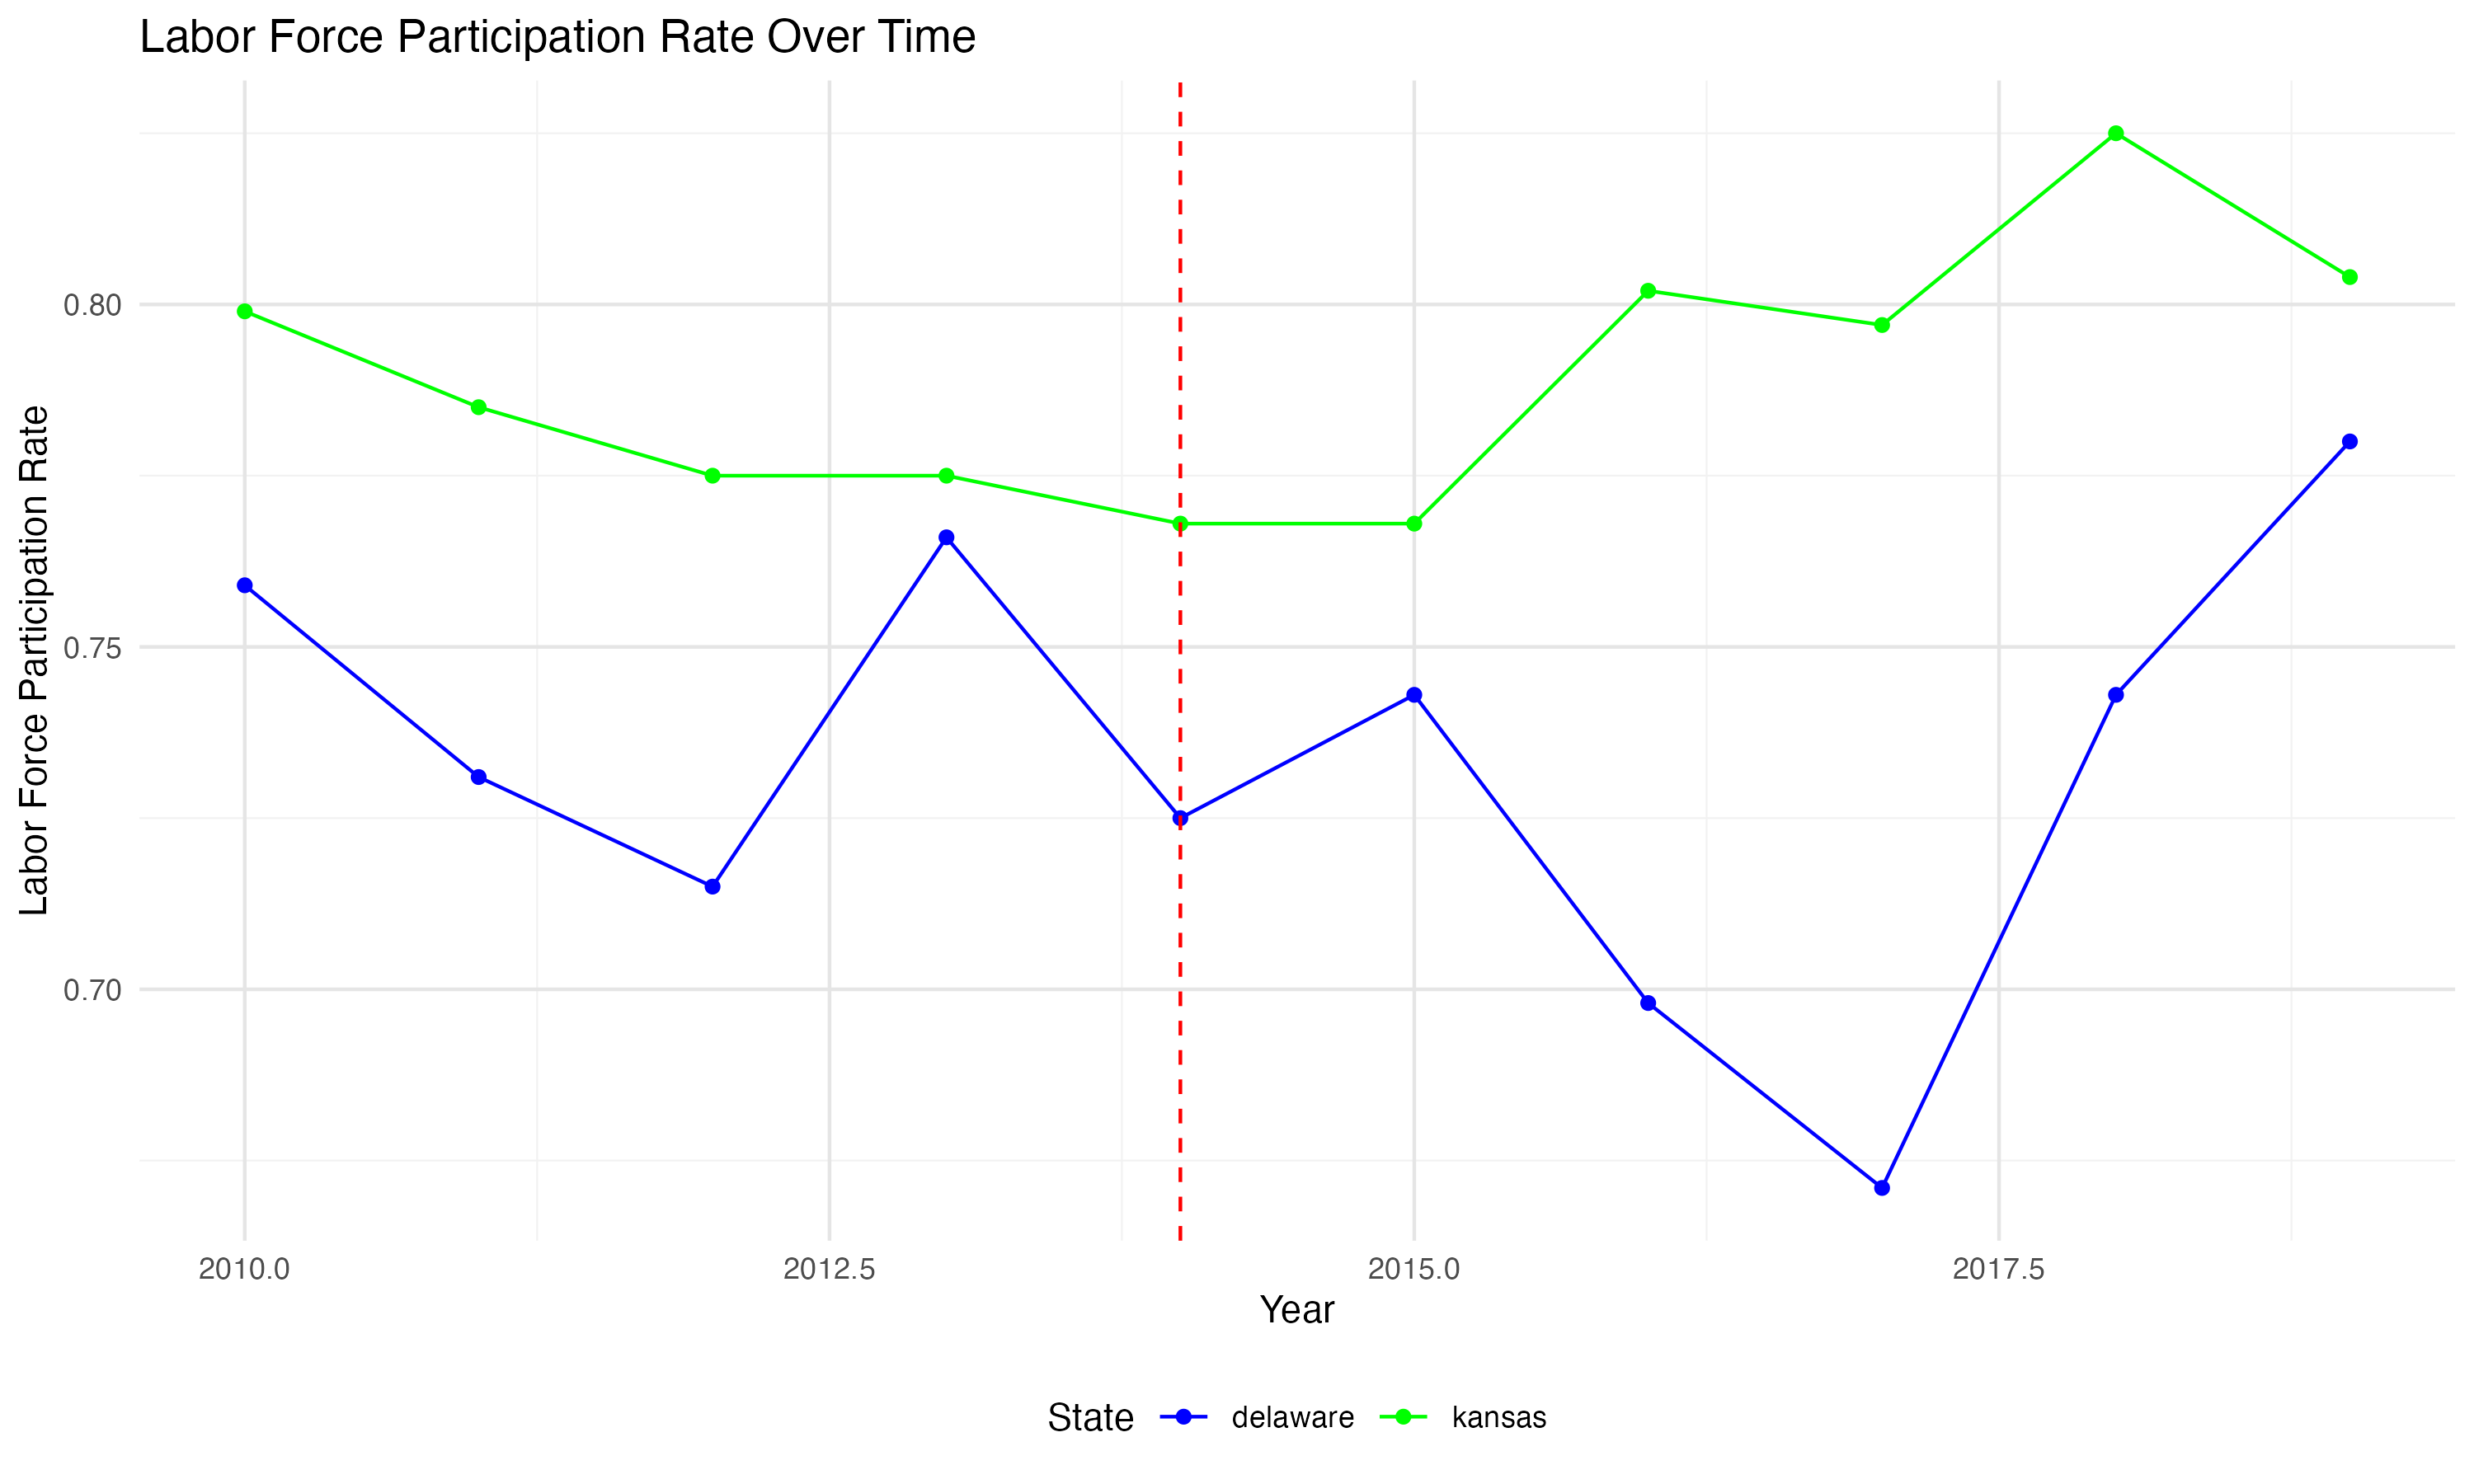 Labor Force Participation Rate Over Time
Labor Force Participation Rate
0.80
0.75
0.70
2010.0 2012.5 2015.0 2017.5
Year
State delaware kansas